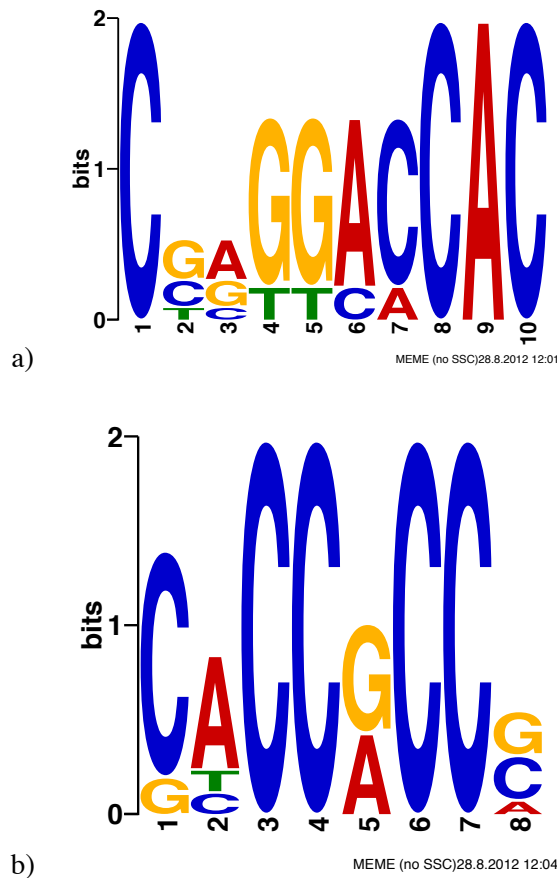 2
bits
1
0
C G A G G A C C A C
C G T T C A
T C
1 2 3 4 5 6 7 8 9 10
a)
MEME (no SSC)28.8.2012 12:01
2
bits
1
0
C A C C G C C G
G T A C
C A
1 2 3 4 5 6 7 8
b)
MEME (no SSC)28.8.2012 12:04